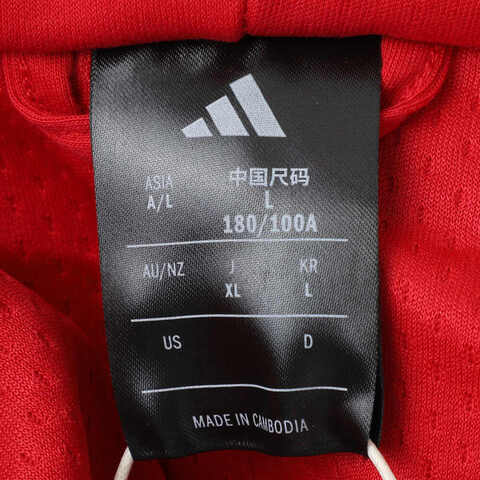 ASIA 中国尺码
A/L L
180/100A
AU/NZ J KR
XL L
US D
MADE IN CAMBODIA